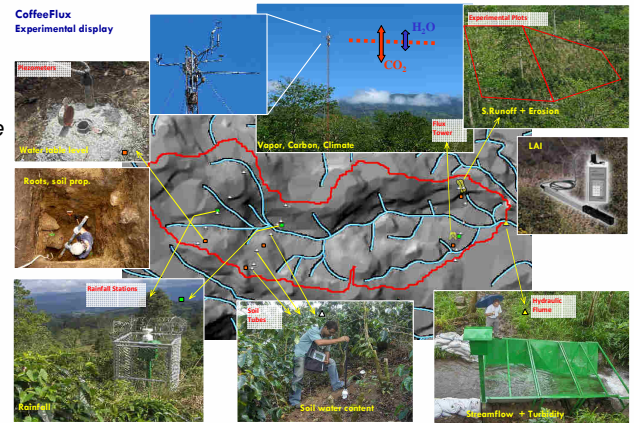 CoffeeFlux
Experimental display
H2O
CO2
Vapor, Carbon, Climate
Experimental Plots
S.Runoff + Erosion
Piezometers
Water table level
e
Flux
Tower
LAI
Roots, soil prop.
Rainfall Stations
Rainfall
Soil
Tubes
Soil water content
Hydraulic
Flume
Streamflow + Turbidity